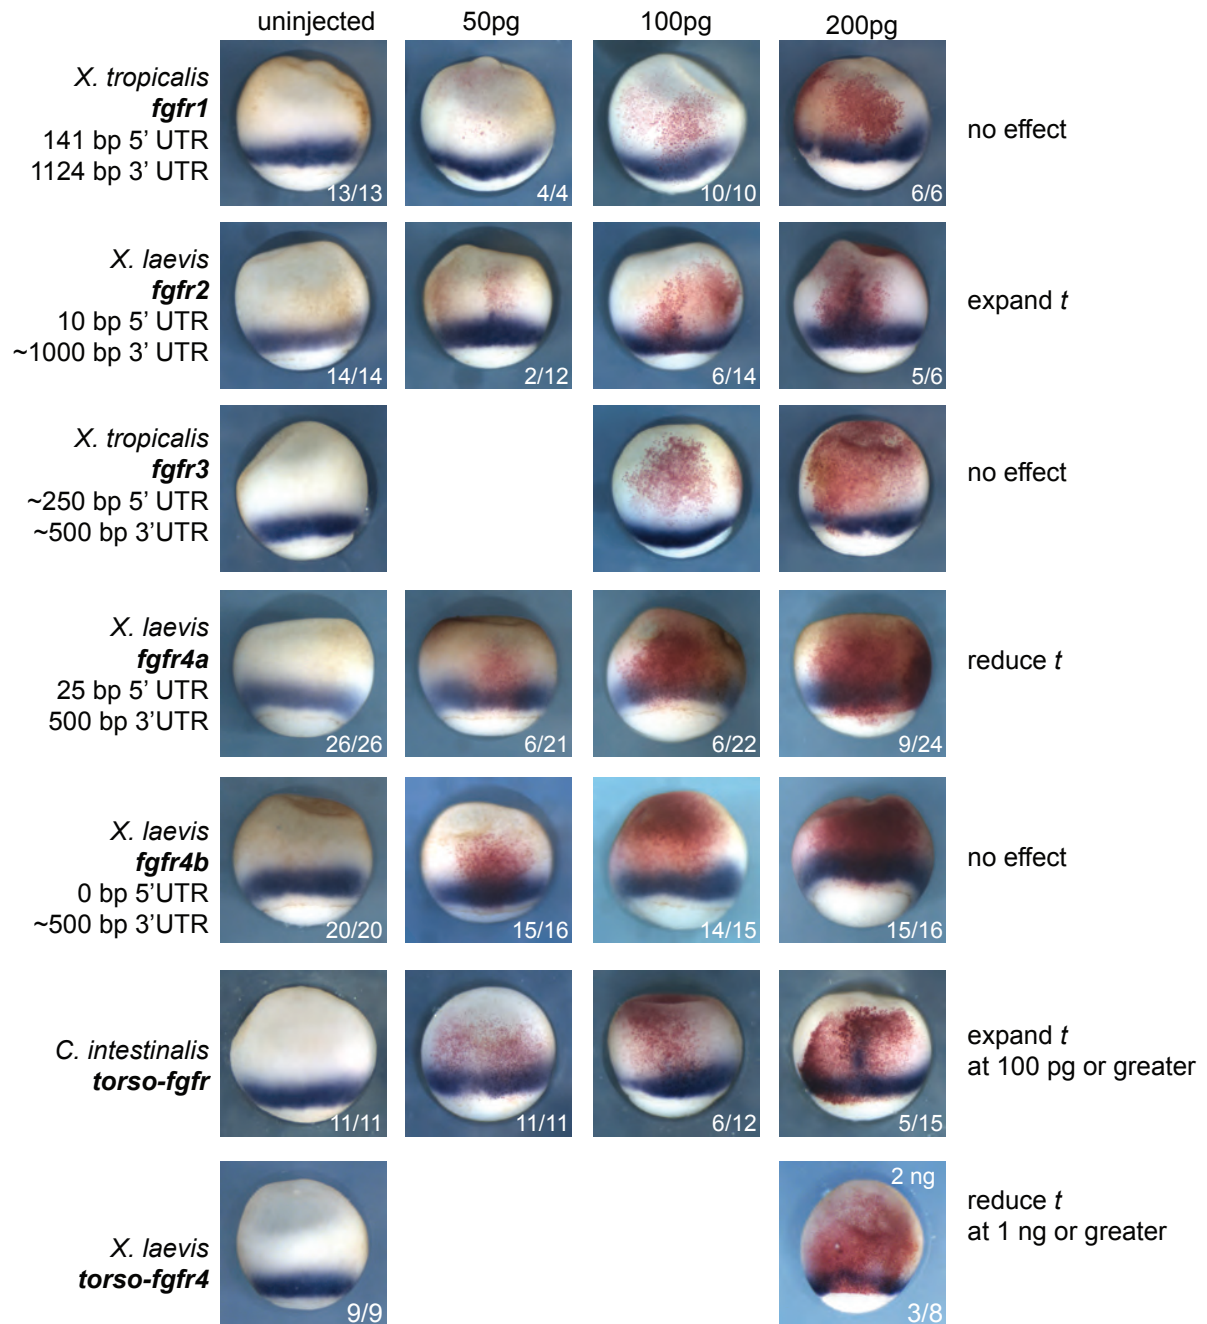 uninjected 50pg 100pg 200pg
X. tropicalis
fgfr1
141 bp 5' UTR
1124 bp 3' UTR
13/13 4/4 10/10 6/6
no effect
X. laevis
fgfr2
10 bp 5' UTR
~1000 bp 3' UTR
14/14 2/12 6/14 5/6
expand t
X. tropicalis
fgfr3
~250 bp 5' UTR
~500 bp 3'UTR
no effect
X. laevis
fgfr4a
25 bp 5' UTR
500 bp 3'UTR
26/26 6/21 6/22 9/24
reduce t
X. laevis
fgfr4b
0 bp 5'UTR
~500 bp 3'UTR
20/20 15/16 14/15 15/16
no effect
C. intestinalis
torso-fgfr
11/11 11/11 6/12 5/15
expand t
at 100 pg or greater
X. laevis
torso-fgfr4
9/9
2 ng
3/8
reduce t
at 1 ng or greater